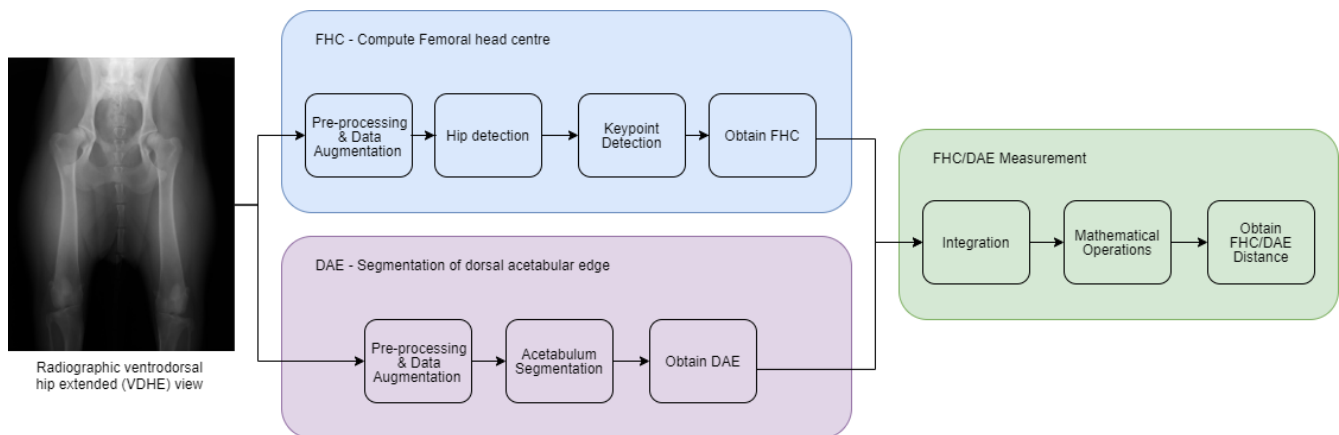 FHC - Compute Femoral head centre
Pre-processing
& Data
Augmentation
Hip detection
Keypoint
Detection
Obtain FHC
Radiographic ventrodorsal
hip extended (VDHE) view
DAE - Segmentation of dorsal acetabular edge
Pre-processing
& Data
Augmentation
Acetabulum
Segmentation
Obtain DAE
FHC/DAE Measurement
Integration
Mathematical
Operations
Obtain
FHC/DAE
Distance